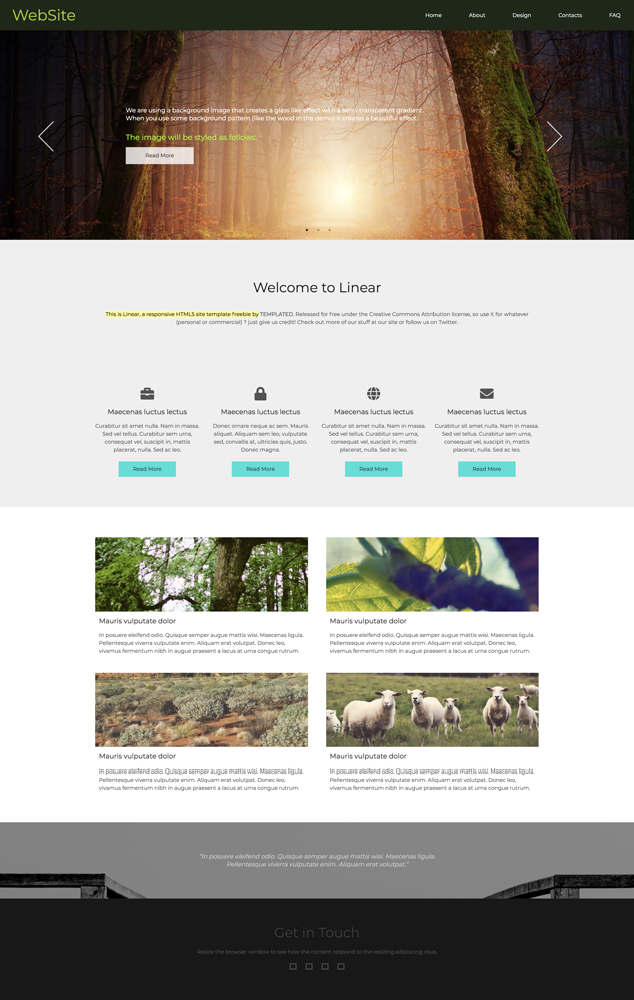 WebSite
Home About Design Contacts FAQ
We are using a background image that creates a glass like effect with a semi-transparent gradient.
When you use some background pattern (like the wood in the demo) it creates a beautiful effect.
The image will be styled as follows:
Read More
Welcome to Linear
This is Linear, a responsive HTML5 site template freebie by TEMPLATED. Released for free under the Creative Commons Attribution license, so use it for whatever
(personal or commercial) ? just give us credit! Check out more of our stuff at our site or follow us on Twitter.
Maecenas luctus lectus
Curabitur sit amet nulla. Nam in massa.
Sed vel tellus. Curabitur sem urna,
consequat vel, suscipit in, mattis
placerat, nulla. Sed ac leo.
Read More
Maecenas luctus lectus
Donec ornare neque ac sem. Mauris
aliquet. Aliquam sem leo, vulputate
sed, convallis at, ultricies quis, justo.
Donec magna.
Read More
Maecenas luctus lectus
Curabitur sit amet nulla. Nam in massa.
Sed vel tellus. Curabitur sem urna,
consequat vel, suscipit in, mattis
placerat, nulla. Sed ac leo.
Read More
Maecenas luctus lectus
Curabitur sit amet nulla. Nam in massa.
Sed vel tellus. Curabitur sem urna,
consequat vel, suscipit in, mattis
placerat, nulla. Sed ac leo.
Read More
Mauris vulputate dolor
In posuere eleifend odio. Quisque semper augue mattis wisi. Maecenas ligula.
Pellentesque viverra vulputate enim. Aliquam erat volutpat. Donec leo,
vivamus fermentum nibh in augue praesent a lacus at urna congue rutrum.
Mauris vulputate dolor
In posuere eleifend odio. Quisque semper augue mattis wisi. Maecenas ligula.
Pellentesque viverra vulputate enim. Aliquam erat volutpat. Donec leo,
vivamus fermentum nibh in augue praesent a lacus at urna congue rutrum.
Mauris vulputate dolor
In posuere eleifend odio. Quisque semper augue mattis wisi. Maecenas ligula.
Pellentesque viverra vulputate enim. Aliquam erat volutpat. Donec leo,
vivamus fermentum nibh in augue praesent a lacus at urna congue rutrum.
Mauris vulputate dolor
In posuere eleifend odio. Quisque semper augue mattis wisi. Maecenas ligula.
Pellentesque viverra vulputate enim. Aliquam erat volutpat. Donec leo,
vivamus fermentum nibh in augue praesent a lacus at urna congue rutrum.
"In posuere eleifend odio. Quisque semper augue mattis wisi. Maecenas ligula.
Pellentesque viverra vulputate enim. Aliquam erat volutpat."
Get in Touch
Resize the browser window to see how the content respond to the resizing.adipiscing risus.